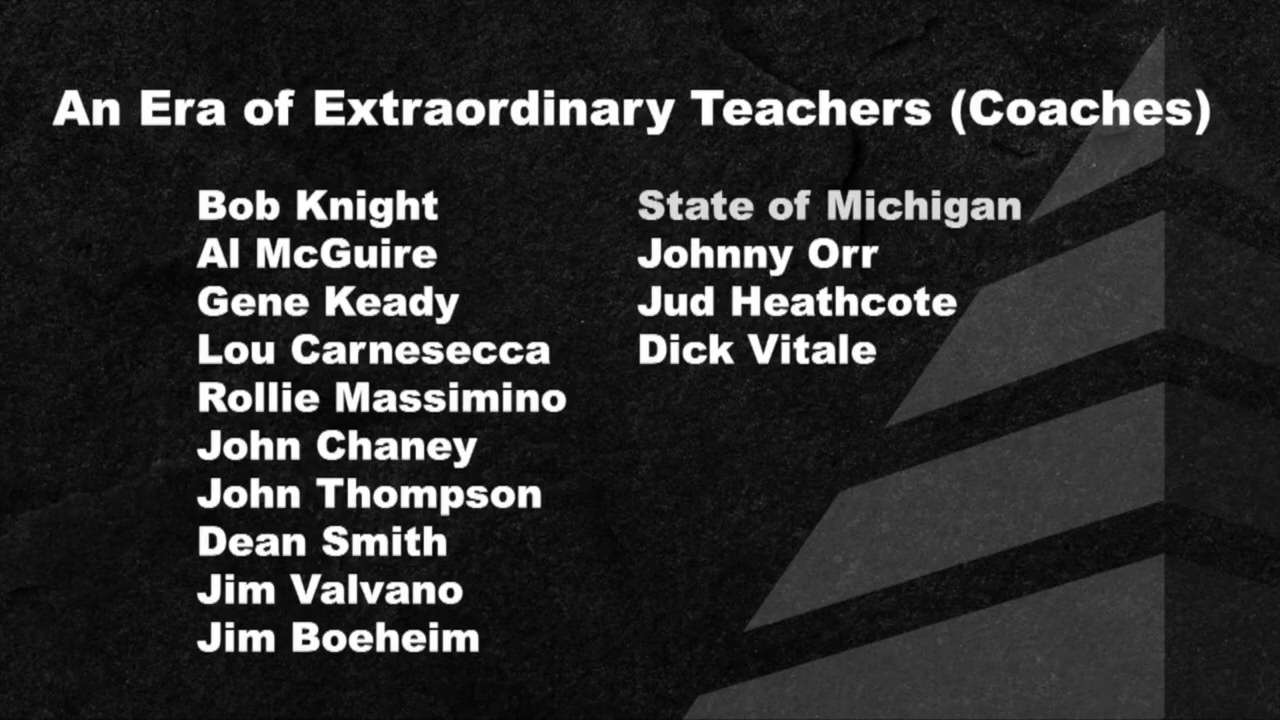 An Era of Extraordinary Teachers (Coaches)
Bob Knight
Al McGuire
Gene Keady
Lou Carnesecca
Rollie Massimino
John Chaney
John Thompson
Dean Smith
Jim Valvano
Jim Boeheim
State of Michigan
Johnny Orr
Jud Heathcote
Dick Vitale